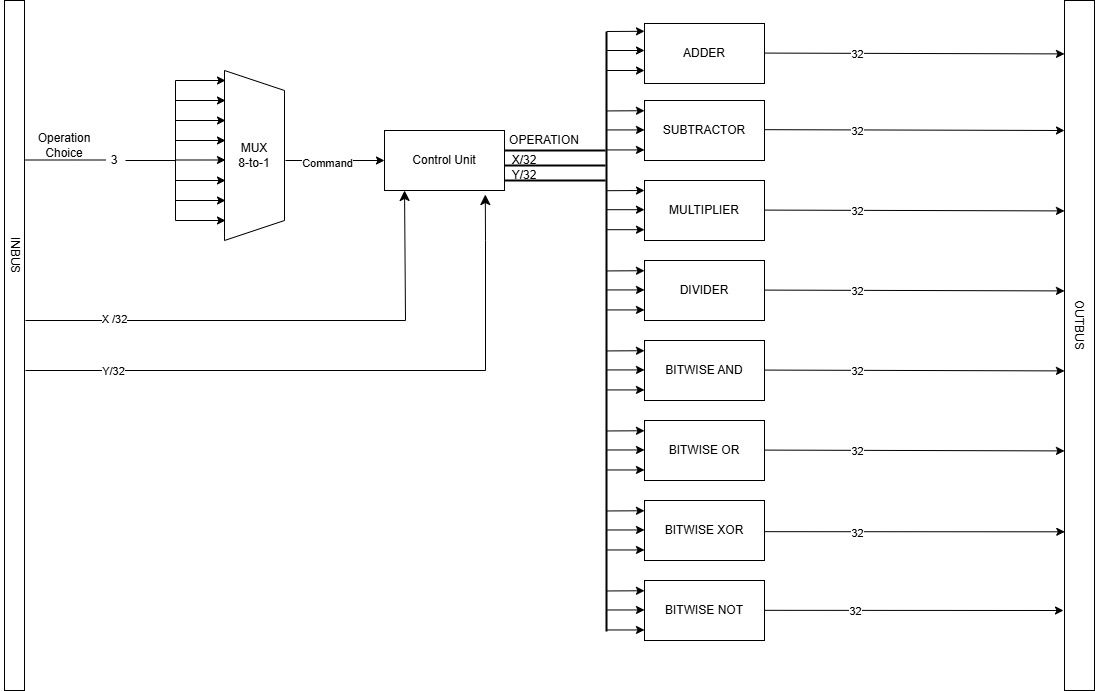 INBUS
Operation
Choice
3
MUX
8-to-1
Command
Control Unit
OPERATION
X/32
Y/32
X /32
Y/32
ADDER
32
SUBTRACTOR
32
MULTIPLIER
32
DIVIDER
32
BITWISE AND
32
BITWISE OR
32
BITWISE XOR
32
BITWISE NOT
32
OUTBUS